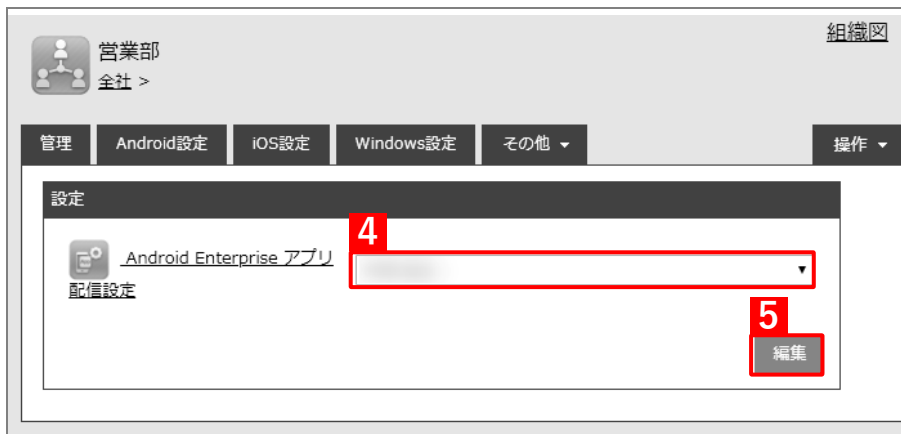 組織図
営業部
全社 >
管理 Android設定 iOS設定 Windows設定 その他 ▼ 操作 ▼
設定
4
Android Enterprise アプリ
配信設定
5
編集